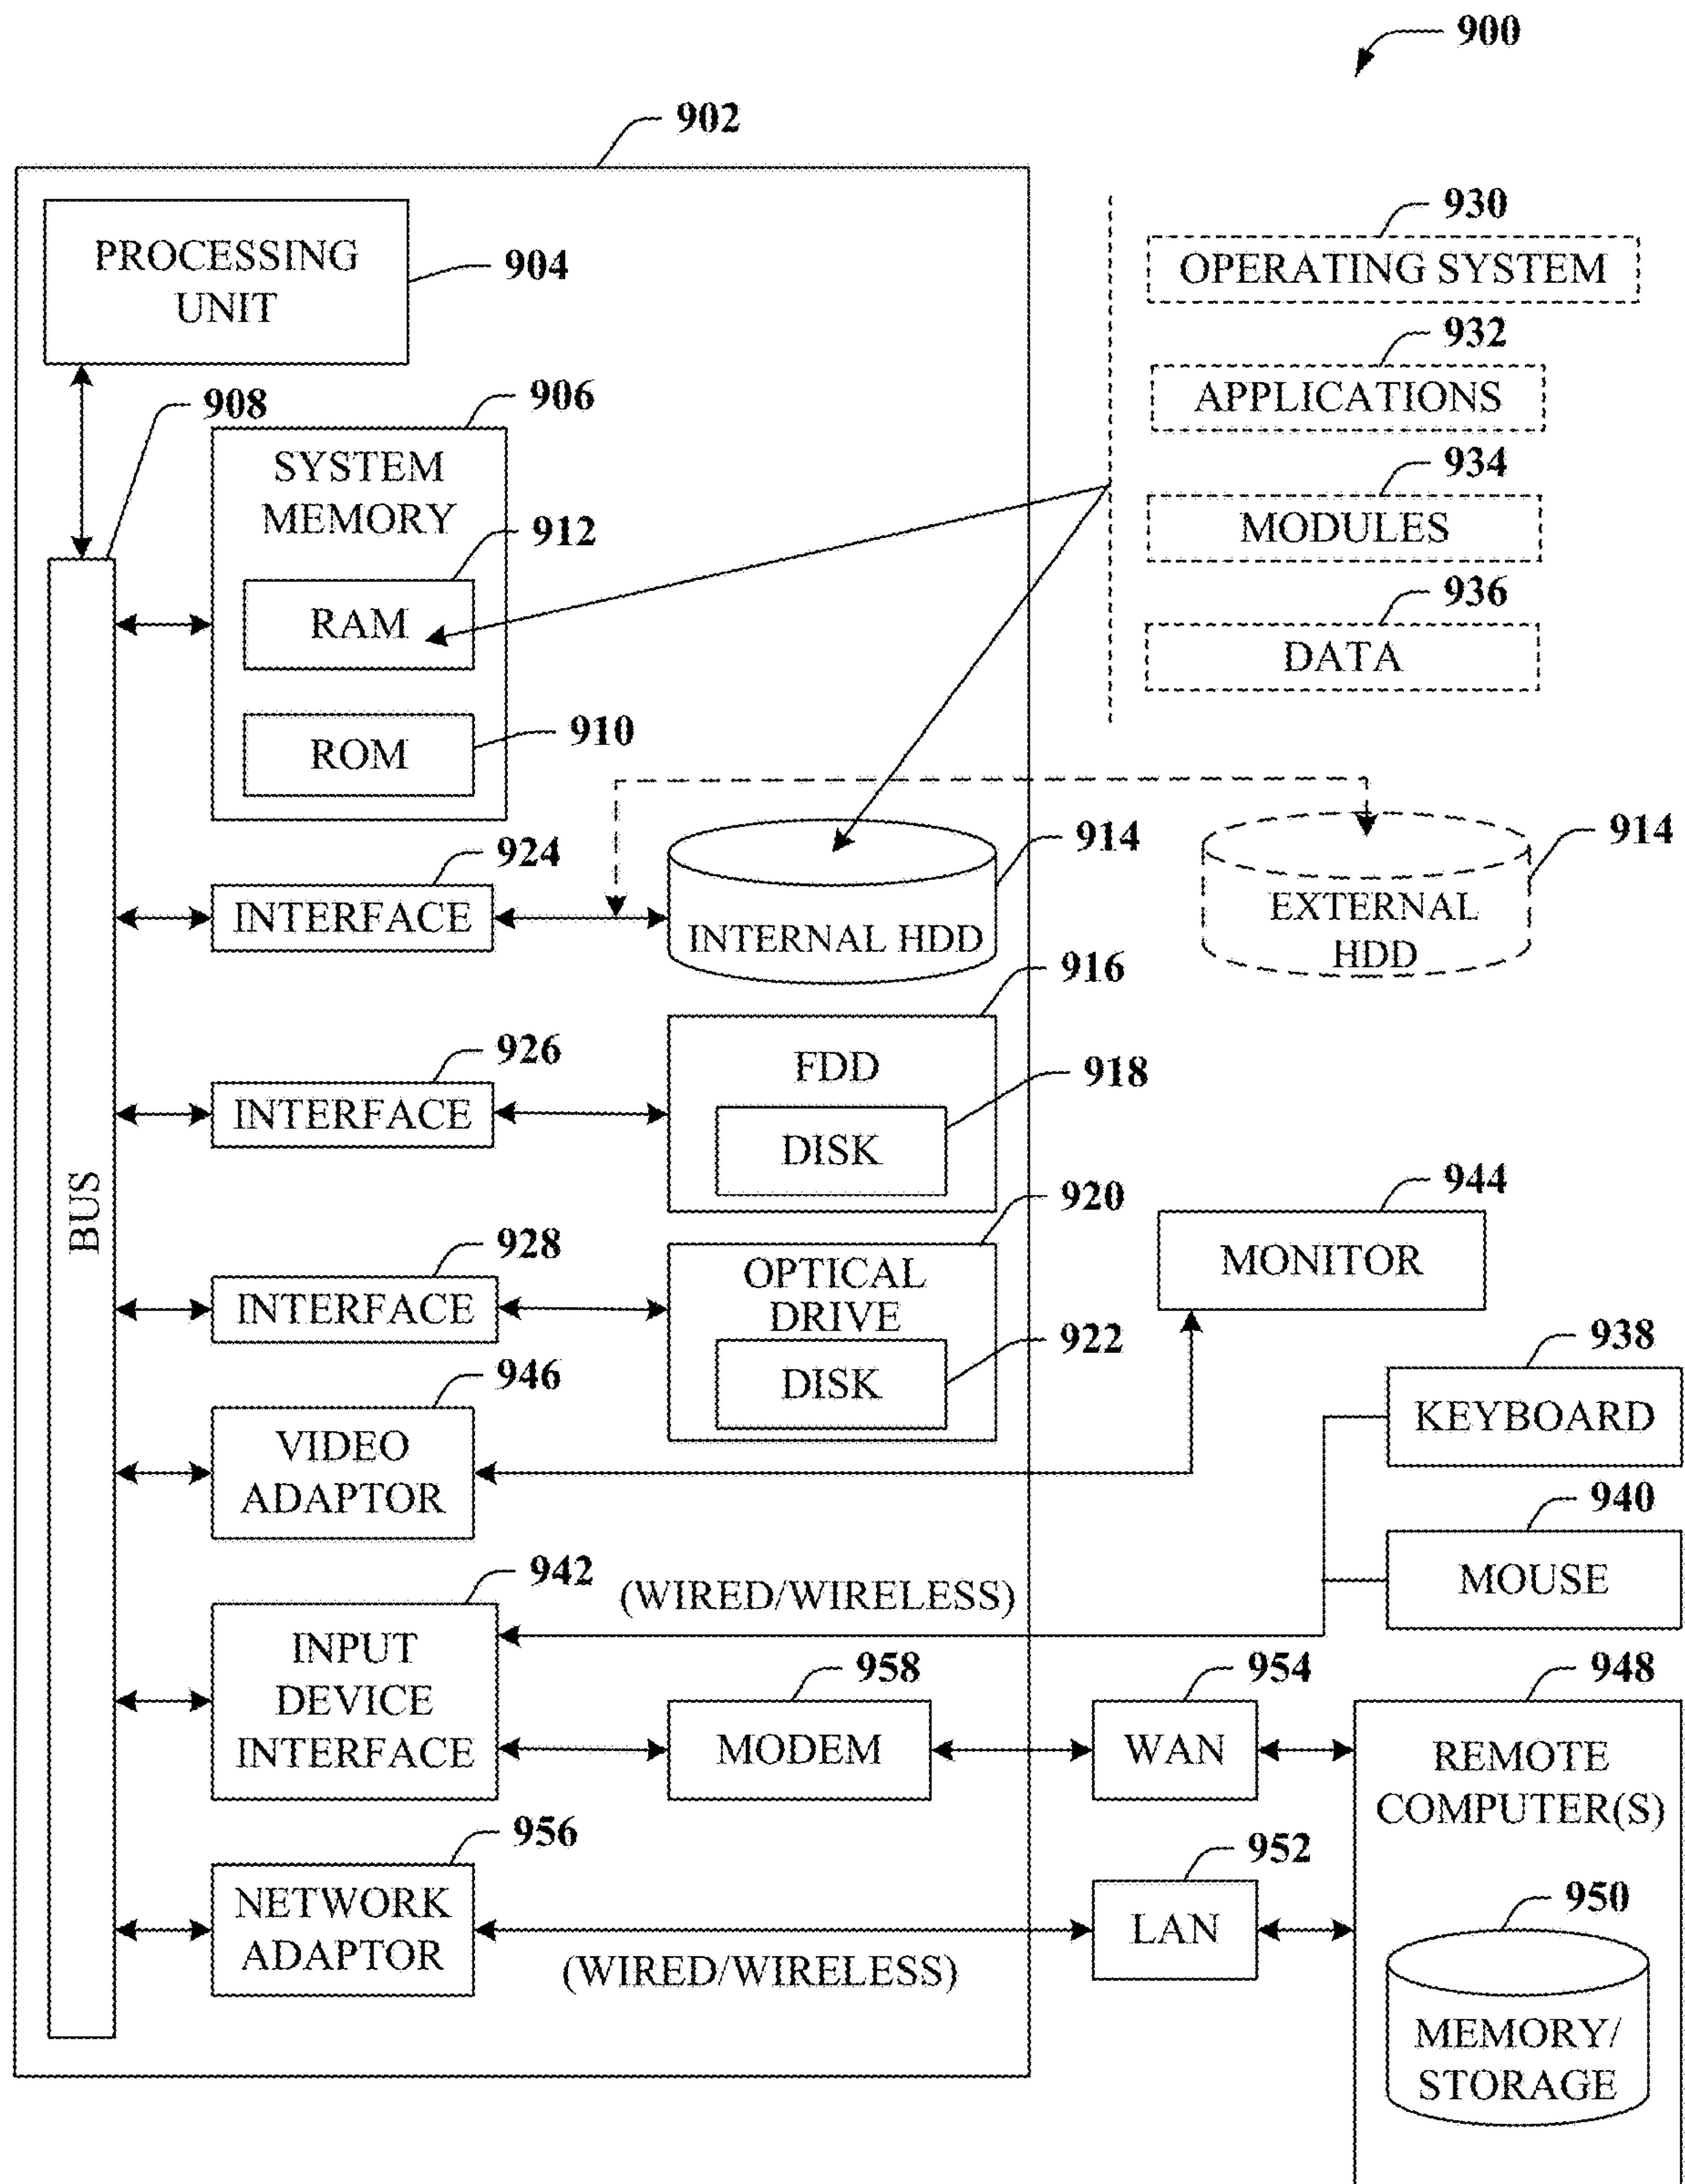 900
902
PROCESSING
UNIT
904
930
OPERATING SYSTEM
932
APPLICATIONS
934
MODULES
936
DATA
908
906
SYSTEM
MEMORY
912
RAM
910
ROM
BUS
924
INTERFACE
914
INTERNAL HDD
914
EXTERNAL
HDD
926
INTERFACE
916
FDD
918
DISK
928
INTERFACE
920
OPTICAL
DRIVE
922
DISK
944
MONITOR
946
VIDEO
ADAPTOR
938
KEYBOARD
940
MOUSE
942
INPUT
DEVICE
INTERFACE
(WIRED/WIRELESS)
958
MODEM
954
WAN
948
REMOTE
COMPUTER(S)
956
NETWORK
ADAPTOR
(WIRED/WIRELESS)
952
LAN
950
MEMORY/
STORAGE